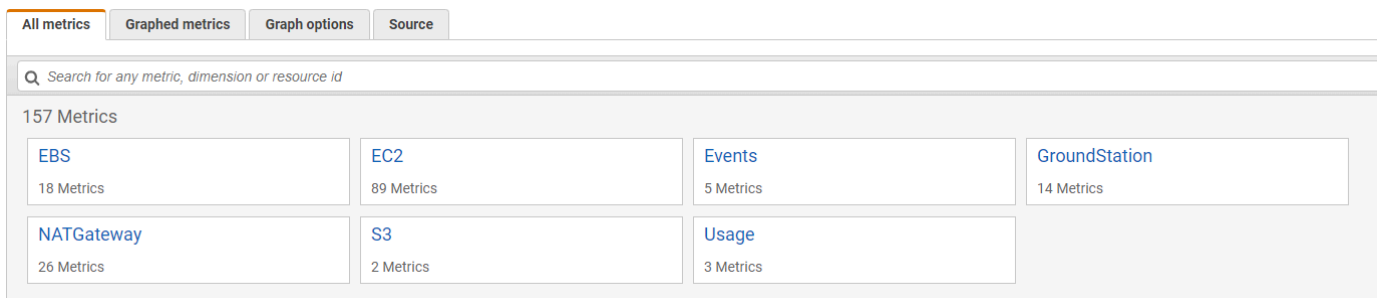 All metrics Graphed metrics Graph options Source
Search for any metric, dimension or resource id
157 Metrics
EBS EC2 Events GroundStation
18 Metrics 89 Metrics 5 Metrics 14 Metrics
NATGateway S3 Usage
26 Metrics 2 Metrics 3 Metrics